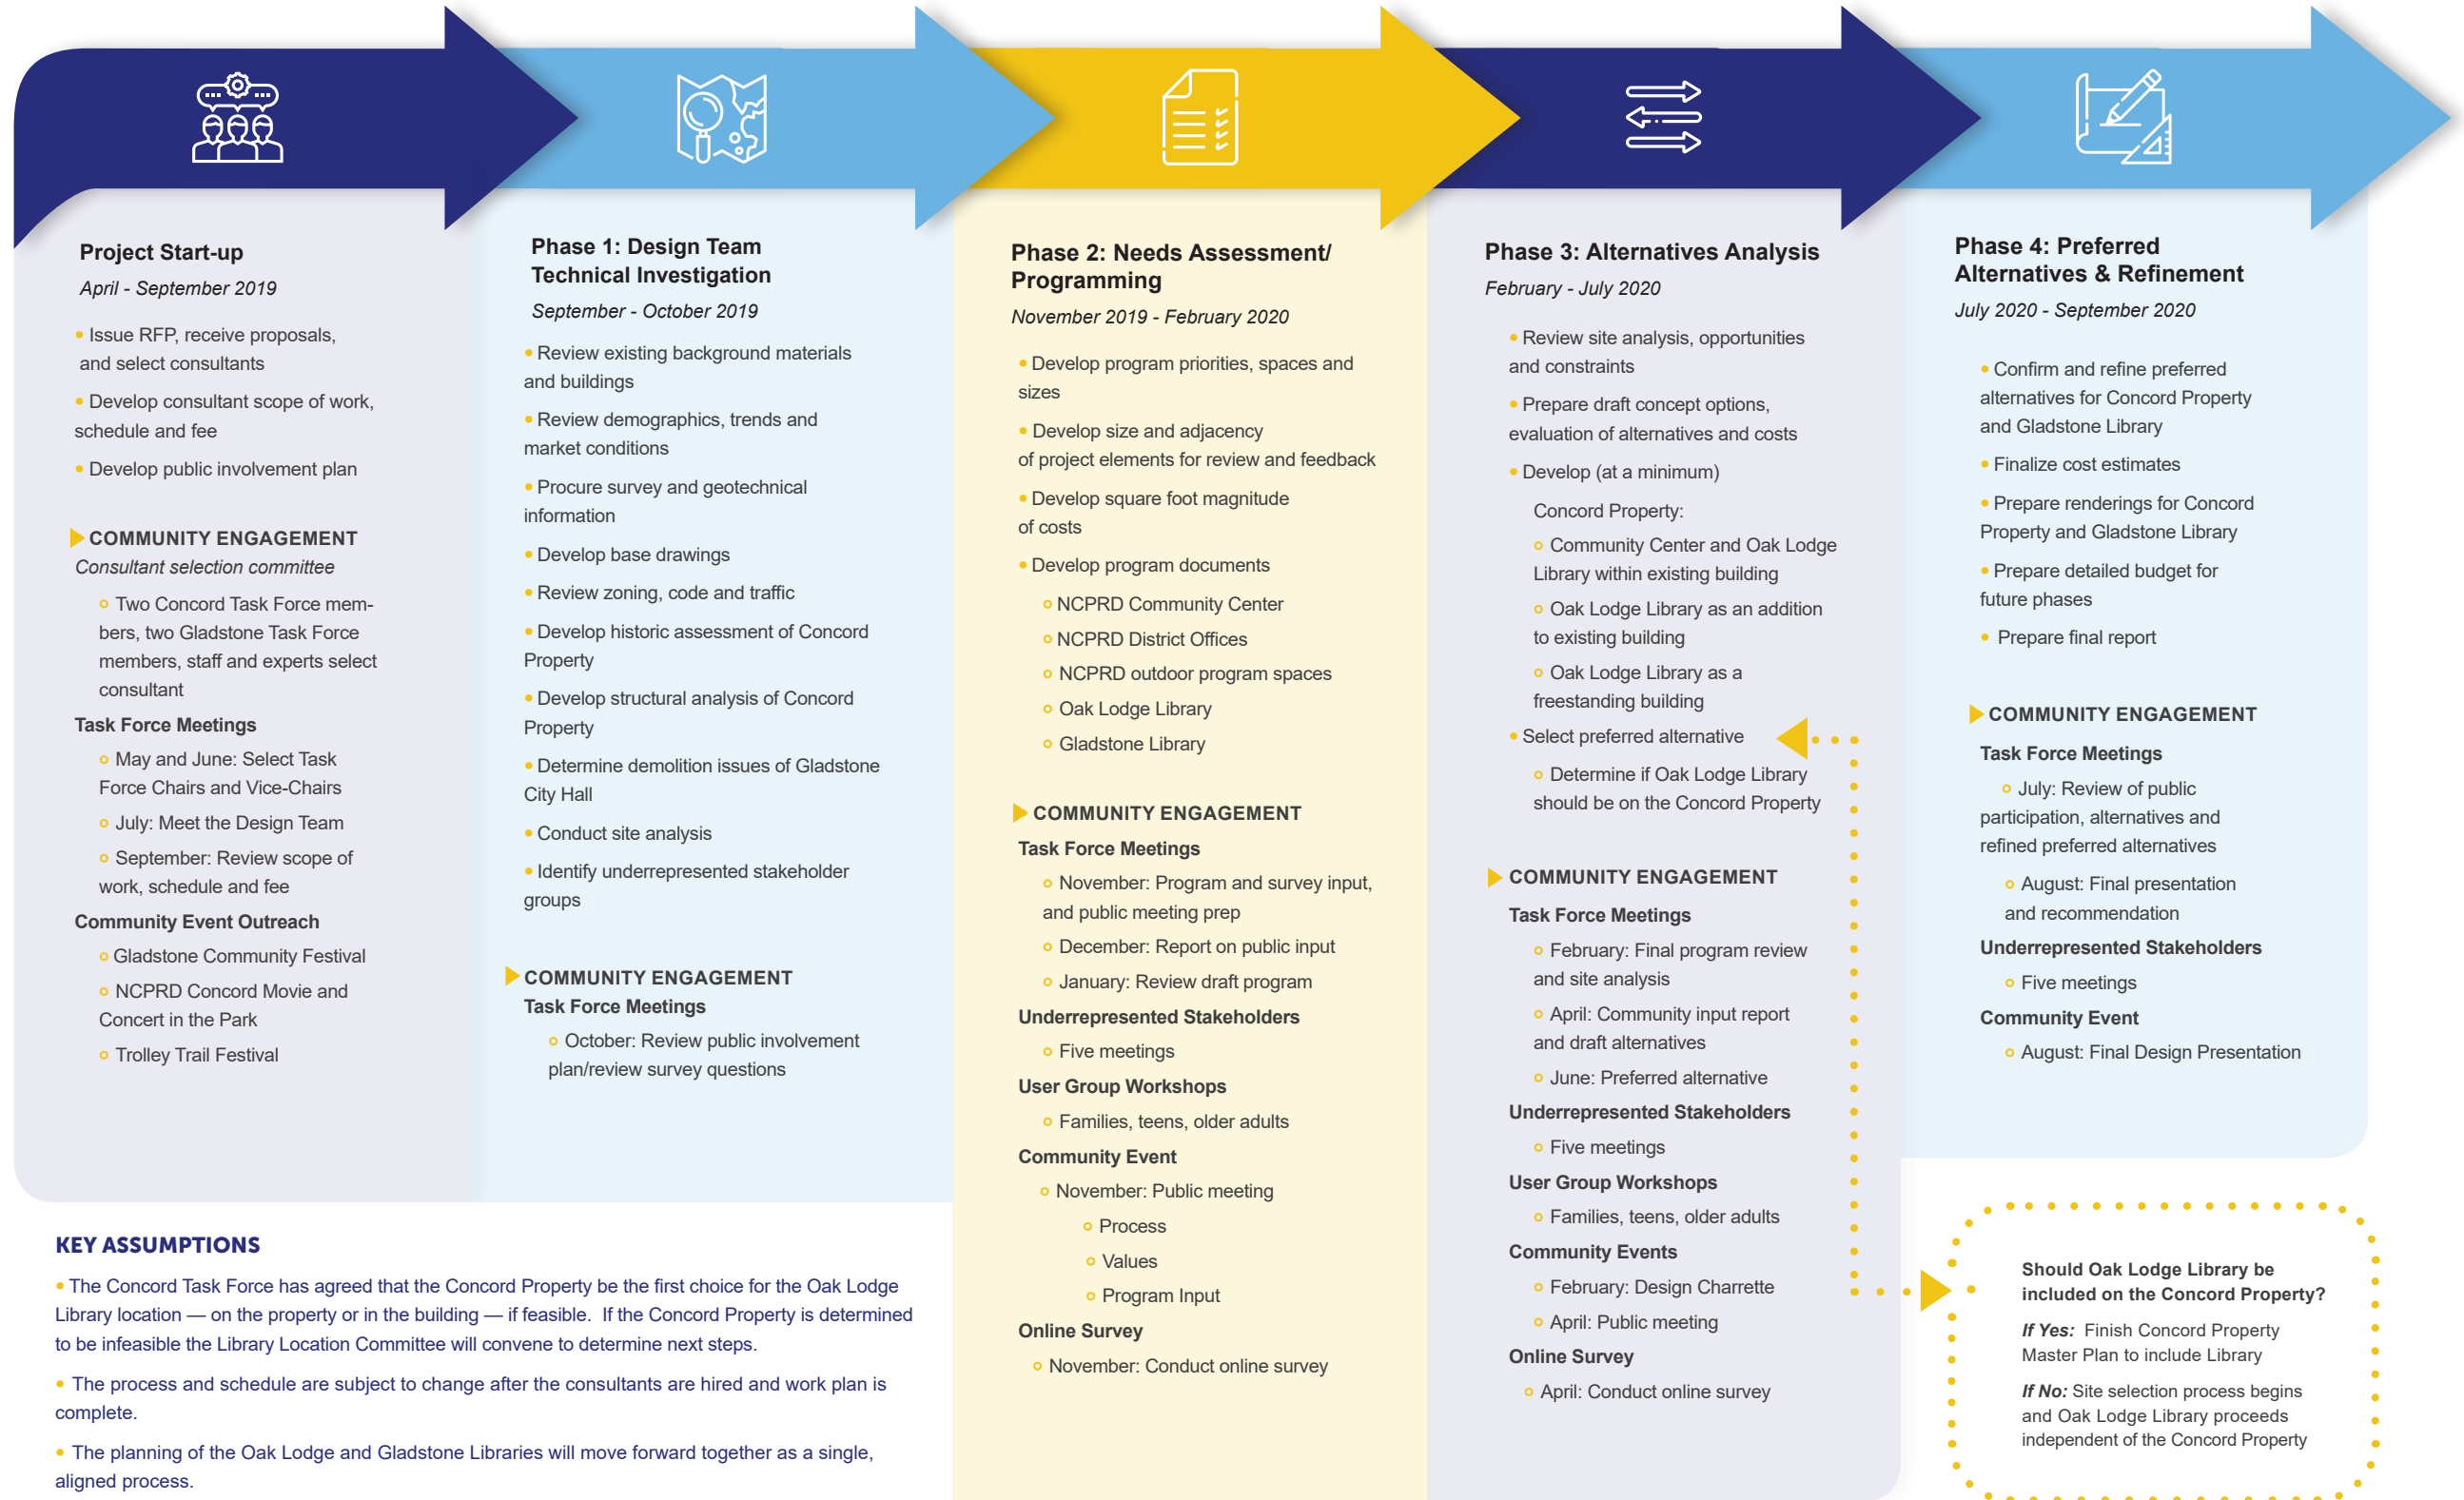 Project Start-up
April - September 2019
• Issue RFP, receive proposals,
and select consultants
• Develop consultant scope of work,
schedule and fee
• Develop public involvement plan
COMMUNITY ENGAGEMENT
Consultant selection committee
Two Concord Task Force mem-
bers, two Gladstone Task Force
members, staff and experts select
consultant
Task Force Meetings
May and June: Select Task
Force Chairs and Vice-Chairs
July: Meet the Design Team
September: Review scope of
work, schedule and fee
Community Event Outreach
Gladstone Community Festival
NCPRD Concord Movie and
Concert in the Park
Trolley Trail Festival
Phase 1: Design Team
Technical Investigation
September - October 2019
• Review existing background materials
and buildings
• Review demographics, trends and
market conditions
• Procure survey and geotechnical
information
• Develop base drawings
• Review zoning, code and traffic
• Develop historic assessment of Concord
Property
• Develop structural analysis of Concord
Property
• Determine demolition issues of Gladstone
City Hall
• Conduct site analysis
• Identify underrepresented stakeholder
groups
COMMUNITY ENGAGEMENT
Task Force Meetings
October: Review public involvement
plan/review survey questions
Phase 2: Needs Assessment/
Programming
November 2019 - February 2020
• Develop program priorities, spaces and
sizes
• Develop size and adjacency
of project elements for review and feedback
• Develop square foot magnitude
of costs
• Develop program documents
NCPRD Community Center
NCPRD District Offices
NCPRD outdoor program spaces
Oak Lodge Library
Gladstone Library
COMMUNITY ENGAGEMENT
Task Force Meetings
November: Program and survey input,
and public meeting prep
December: Report on public input
January: Review draft program
Underrepresented Stakeholders
Five meetings
User Group Workshops
Families, teens, older adults
Community Event
November: Public meeting
Process
Values
Program Input
Online Survey
November: Conduct online survey
Phase 3: Alternatives Analysis
February - July 2020
• Review site analysis, opportunities
and constraints
• Prepare draft concept options,
evaluation of alternatives and costs
• Develop (at a minimum)
Concord Property:
Community Center and Oak Lodge
Library within existing building
Oak Lodge Library as an addition
to existing building
Oak Lodge Library as a
freestanding building
• Select preferred alternative
Determine if Oak Lodge Library
should be on the Concord Property
COMMUNITY ENGAGEMENT
Task Force Meetings
February: Final program review
and site analysis
April: Community input report
and draft alternatives
June: Preferred alternative
Underrepresented Stakeholders
Five meetings
User Group Workshops
Families, teens, older adults
Community Events
February: Design Charrette
April: Public meeting
Online Survey
April: Conduct online survey
Phase 4: Preferred
Alternatives & Refinement
July 2020 - September 2020
• Confirm and refine preferred
alternatives for Concord Property
and Gladstone Library
• Finalize cost estimates
• Prepare renderings for Concord
Property and Gladstone Library
• Prepare detailed budget for
future phases
• Prepare final report
COMMUNITY ENGAGEMENT
Task Force Meetings
July: Review of public
participation, alternatives and
refined preferred alternatives
August: Final presentation
and recommendation
Underrepresented Stakeholders
Five meetings
Community Event
August: Final Design Presentation
Should Oak Lodge Library be
included on the Concord Property?
If Yes: Finish Concord Property
Master Plan to include Library
If No: Site selection process begins
and Oak Lodge Library proceeds
independent of the Concord Property
KEY ASSUMPTIONS
• The Concord Task Force has agreed that the Concord Property be the first choice for the Oak Lodge
Library location — on the property or in the building — if feasible. If the Concord Property is determined
to be infeasible the Library Location Committee will convene to determine next steps.
• The process and schedule are subject to change after the consultants are hired and work plan is
complete.
• The planning of the Oak Lodge and Gladstone Libraries will move forward together as a single,
aligned process.